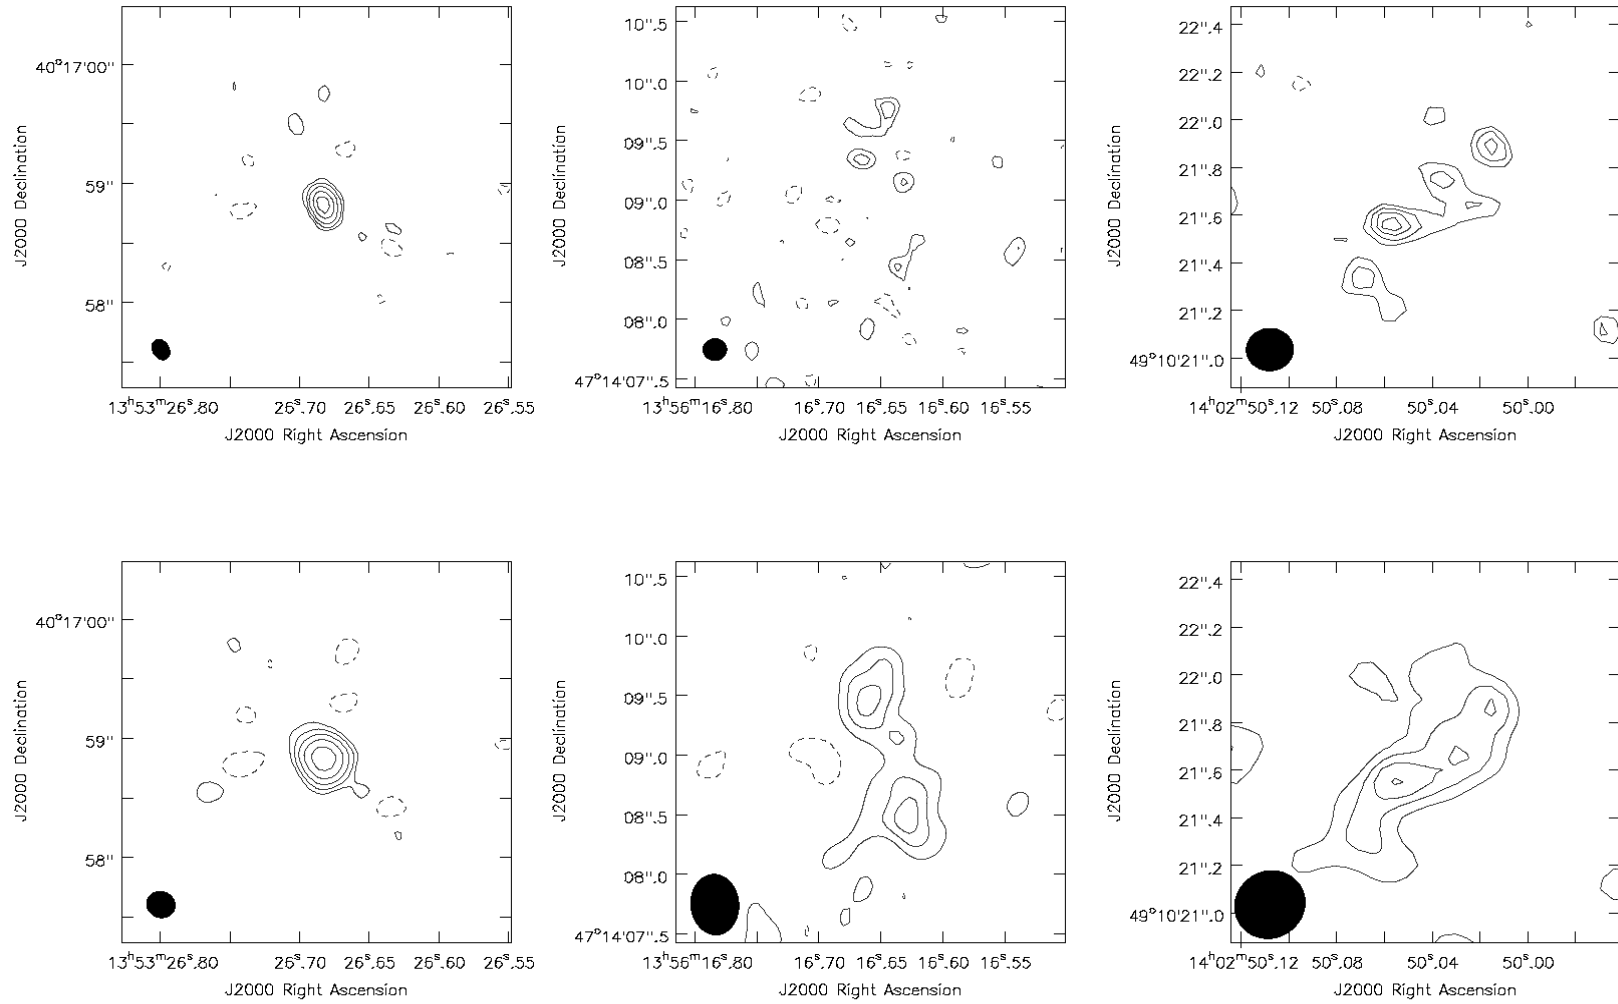 40°17'00"
59"
58"
J2000 Declination
13ʰ53ᵐ26ˢ.80 26ˢ.70 26ˢ.65 26ˢ.60 26ˢ.55
J2000 Right Ascension
10".5
10".0
09".5
09".0
08".5
08".0
47°14'07".5
J2000 Declination
13ʰ56ᵐ16ˢ.80 16ˢ.70 16ˢ.65 16ˢ.60 16ˢ.55
J2000 Right Ascension
22".4
22".2
22".0
21".8
21".6
21".4
21".2
49°10'21".0
J2000 Declination
14ʰ02ᵐ50ˢ.12 50ˢ.08 50ˢ.04 50ˢ.00
J2000 Right Ascension
40°17'00"
59"
58"
J2000 Declination
13ʰ53ᵐ26ˢ.80 26ˢ.70 26ˢ.65 26ˢ.60 26ˢ.55
J2000 Right Ascension
10".5
10".0
09".5
09".0
08".5
08".0
47°14'07".5
J2000 Declination
13ʰ56ᵐ16ˢ.80 16ˢ.70 16ˢ.65 16ˢ.60 16ˢ.55
J2000 Right Ascension
22".4
22".2
22".0
21".8
21".6
21".4
21".2
49°10'21".0
J2000 Declination
14ʰ02ᵐ50ˢ.12 50ˢ.08 50ˢ.04 50ˢ.00
J2000 Right Ascension